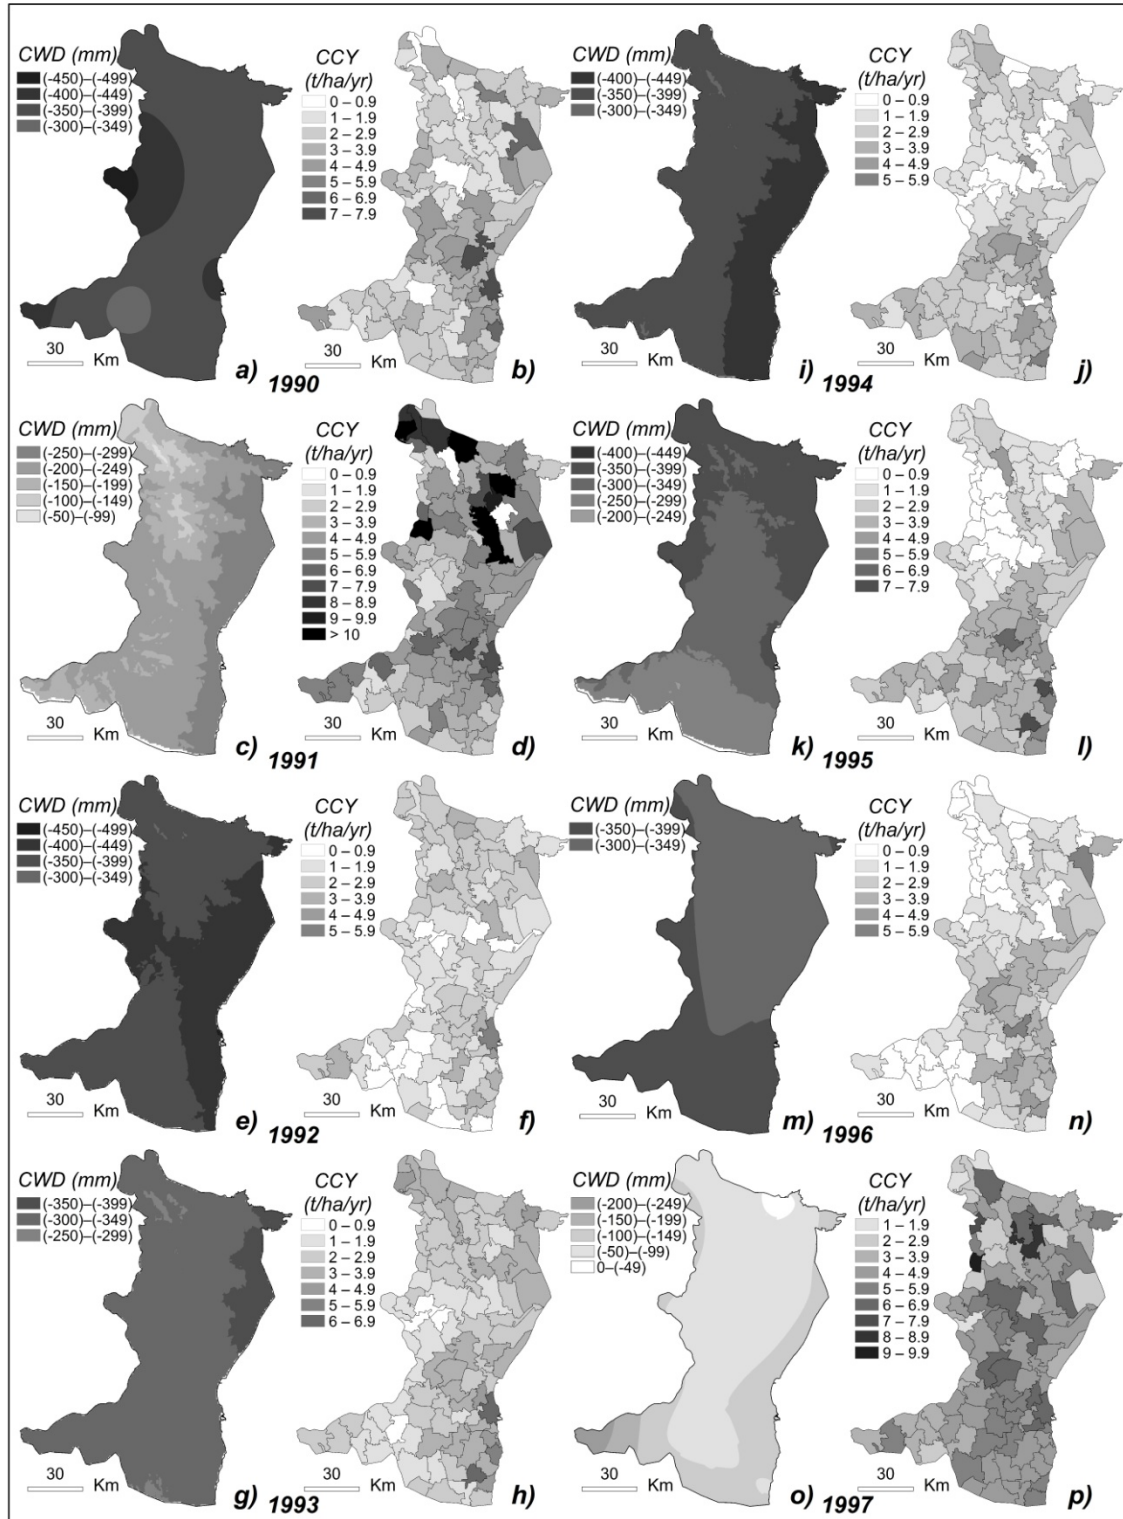 CWD (mm)
(-450)–(-499)
(-400)–(-449)
(-350)–(-399)
(-300)–(-349)
30
Km
a)
1990
CCY
(t/ha/yr)
0 – 0.9
1 – 1.9
2 – 2.9
3 – 3.9
4 – 4.9
5 – 5.9
6 – 6.9
7 – 7.9
30
Km
b)
CWD (mm)
(-400)–(-449)
(-350)–(-399)
(-300)–(-349)
30
Km
i)
1994
CCY
(t/ha/yr)
0 – 0.9
1 – 1.9
2 – 2.9
3 – 3.9
4 – 4.9
5 – 5.9
30
Km
j)
CWD (mm)
(-250)–(-299)
(-200)–(-249)
(-150)–(-199)
(-100)–(-149)
(-50)–(-99)
30
Km
c)
1991
CCY
(t/ha/yr)
0 – 0.9
1 – 1.9
2 – 2.9
3 – 3.9
4 – 4.9
5 – 5.9
6 – 6.9
7 – 7.9
8 – 8.9
9 – 9.9
> 10
30
Km
d)
CWD (mm)
(-400)–(-449)
(-350)–(-399)
(-300)–(-349)
(-250)–(-299)
(-200)–(-249)
30
Km
k)
1995
CCY
(t/ha/yr)
0 – 0.9
1 – 1.9
2 – 2.9
3 – 3.9
4 – 4.9
5 – 5.9
6 – 6.9
7 – 7.9
30
Km
l)
CWD (mm)
(-450)–(-499)
(-400)–(-449)
(-350)–(-399)
(-300)–(-349)
30
Km
e)
1992
CCY
(t/ha/yr)
0 – 0.9
1 – 1.9
2 – 2.9
3 – 3.9
4 – 4.9
5 – 5.9
30
Km
f)
CWD (mm)
(-350)–(-399)
(-300)–(-349)
30
Km
m)
1996
CCY
(t/ha/yr)
0 – 0.9
1 – 1.9
2 – 2.9
3 – 3.9
4 – 4.9
5 – 5.9
30
Km
n)
CWD (mm)
(-350)–(-399)
(-300)–(-349)
(-250)–(-299)
30
Km
g)
1993
CCY
(t/ha/yr)
0 – 0.9
1 – 1.9
2 – 2.9
3 – 3.9
4 – 4.9
5 – 5.9
6 – 6.9
30
Km
h)
CWD (mm)
(-200)–(-249)
(-150)–(-199)
(-100)–(-149)
(-50)–(-99)
0–(-49)
30
Km
o)
1997
CCY
(t/ha/yr)
1 – 1.9
2 – 2.9
3 – 3.9
4 – 4.9
5 – 5.9
6 – 6.9
7 – 7.9
8 – 8.9
9 – 9.9
30
Km
p)